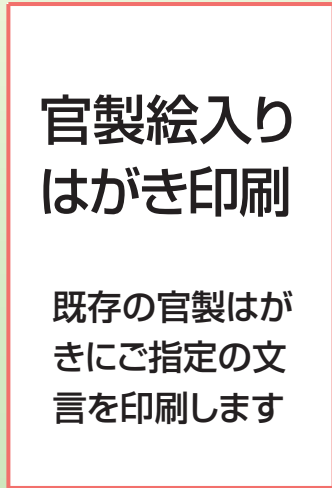 官製絵入り
はがき印刷
既存の官製はが
きにご指定の文
言を印刷します